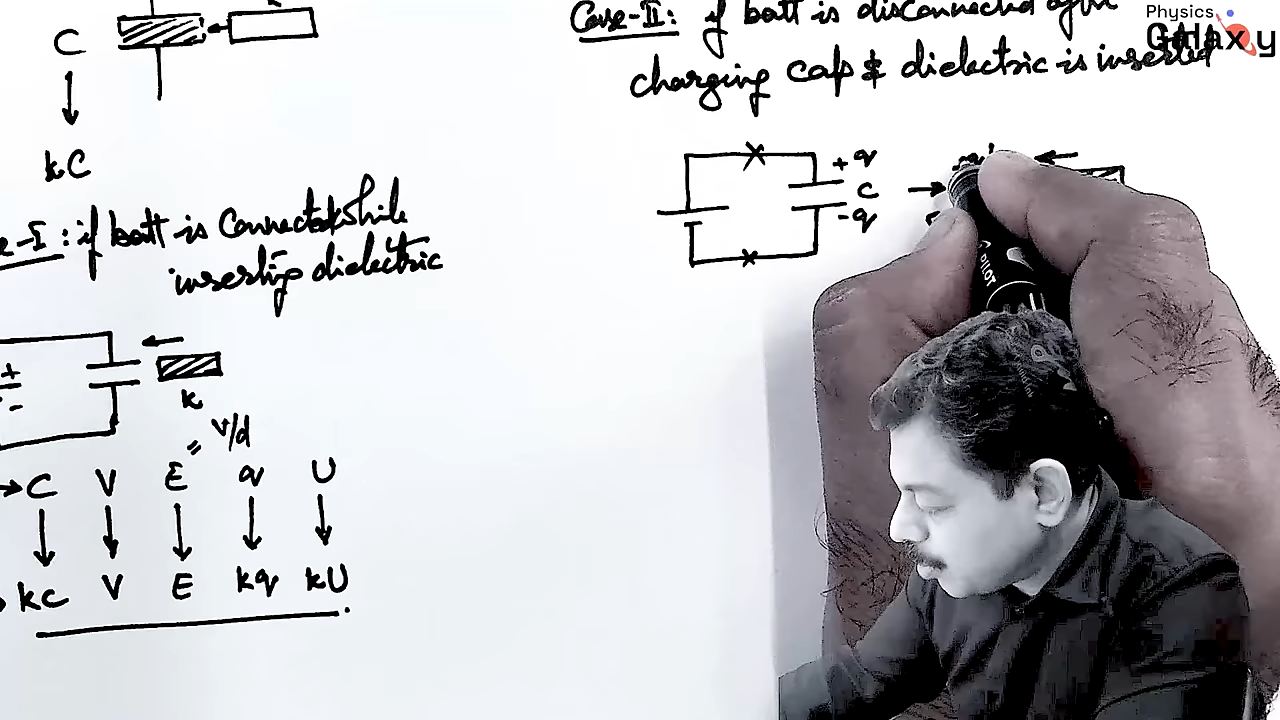 C
kC
Case-II: if batt is disconnected after
charging cap & dielectric is inserted
Physics
Galaxy
+q
C
-q
e-I: if batt is Connected while
inserting dielectric
+
-
k
V/d
C V E = q U
kC V E kq kU
PILOT